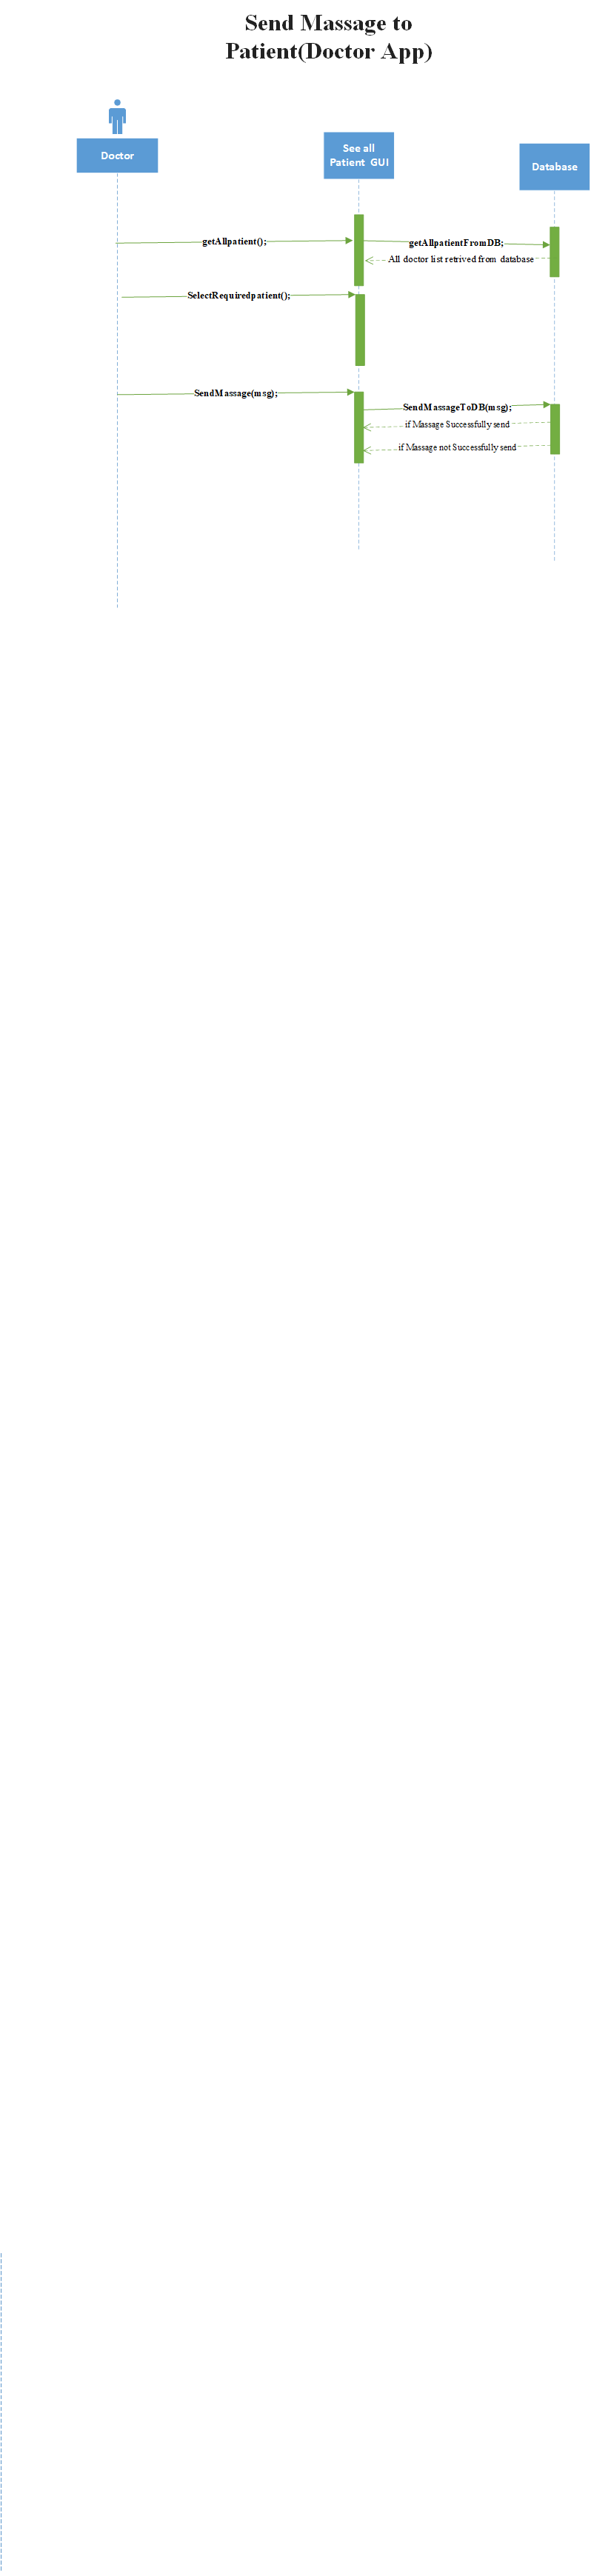 Send Massage to
Patient(Doctor App)
Doctor
See all
Patient GUI
Database
getAllpatient();
getAllpatientFromDB;
All doctor list retrived from database
SelectRequiredpatient();
SendMassage(msg);
SendMassageToDB(msg);
if Massage Successfully send
if Massage not Successfully send